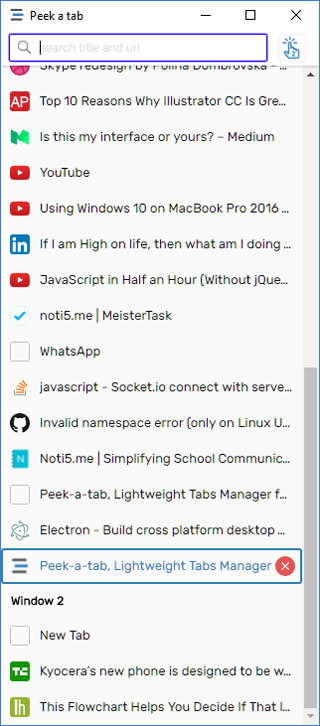 Peek a tab
search title and url
Skype redesign by Polina Dombrovska – ...
Top 10 Reasons Why Illustrator CC Is Gre...
Is this my interface or yours? – Medium
YouTube
Using Windows 10 on MacBook Pro 2016 ...
If I am High on life, then what am I doing ...
JavaScript in Half an Hour (Without jQue...
noti5.me | MeisterTask
WhatsApp
javascript - Socket.io connect with serve...
Invalid namespace error (only on Linux U...
Noti5.me | Simplifying School Communic...
Peek-a-tab, Lightweight Tabs Manager f...
Electron - Build cross platform desktop ...
Peek-a-tab, Lightweight Tabs Manager
Window 2
New Tab
Kyocera's new phone is designed to be w...
This Flowchart Helps You Decide If That I...